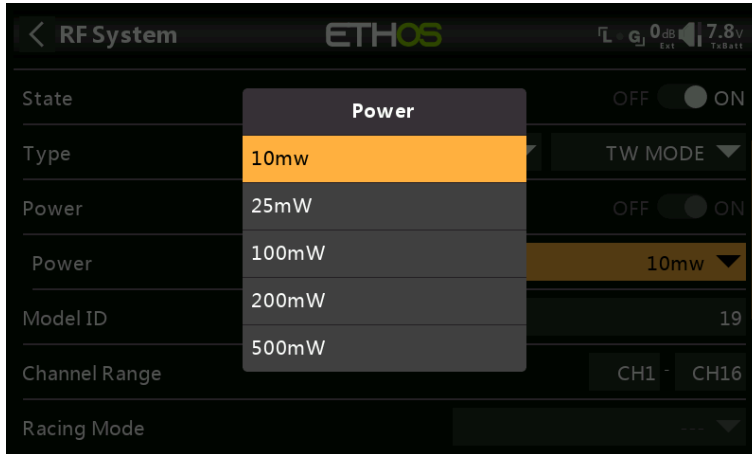 RF System ETHOS L G 0dB Ext 7.8V TxBatt
State OFF ON
Power
Type TW MODE
10mw
25mW
Power OFF ON
100mW
Power 10mw
200mW
Model ID 19
500mW
Channel Range CH1 - CH16
Racing Mode ---